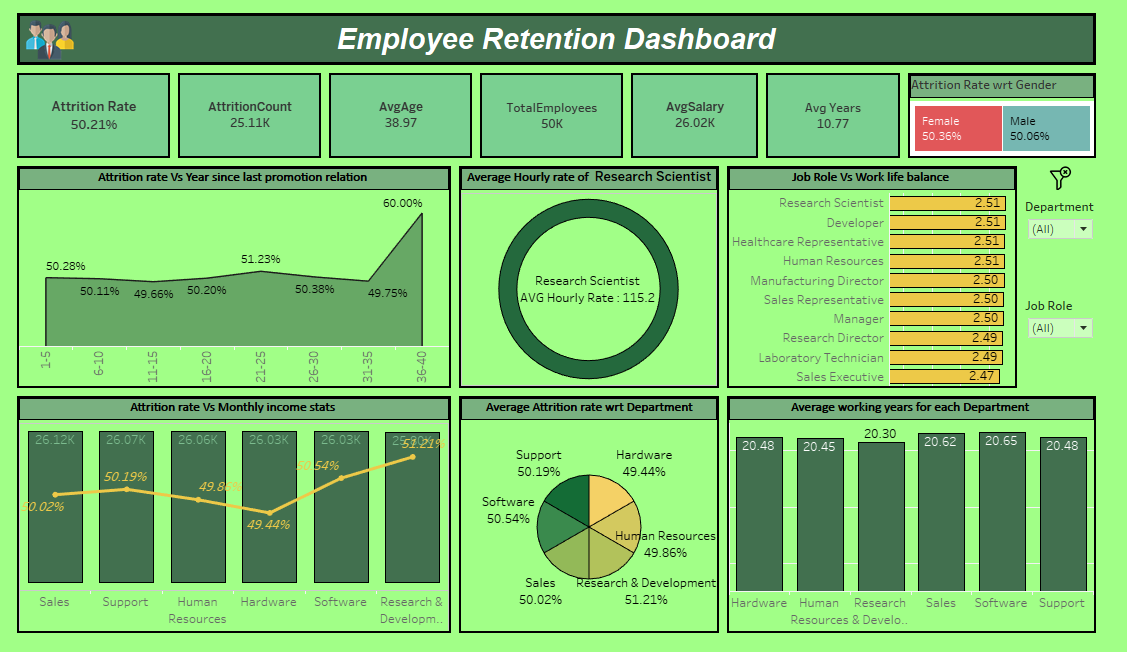 Employee Retention Dashboard
Attrition Rate
50.21%
AttritionCount
25.11K
AvgAge
38.97
TotalEmployees
50K
AvgSalary
26.02K
Avg Years
10.77
Attrition Rate wrt Gender
Female
50.36%
Male
50.06%
Attrition rate Vs Year since last promotion relation
60.00%
50.28%
51.23%
50.11%
49.66%
50.20%
50.38%
49.75%
1-5
6-10
11-15
16-20
21-25
26-30
31-35
36-40
Average Hourly rate of Research Scientist
Research Scientist
AVG Hourly Rate : 115.2
Job Role Vs Work life balance
Research Scientist 2.51
Developer 2.51
Healthcare Representative 2.51
Human Resources 2.51
Manufacturing Director 2.50
Sales Representative 2.50
Manager 2.50
Research Director 2.49
Laboratory Technician 2.49
Sales Executive 2.47
Department
(All)
Job Role
(All)
Attrition rate Vs Monthly income stats
26.12K
26.07K
26.06K
26.03K
26.03K
50.02%
50.19%
49.86%
49.44%
50.54%
51.21%
Sales
Support
Human
Resources
Hardware
Software
Research &
Developm..
Average Attrition rate wrt Department
Support
50.19%
Hardware
49.44%
Software
50.54%
Human Resources
49.86%
Sales
50.02%
Research & Development
51.21%
Average working years for each Department
20.48
20.45
20.30
20.62
20.65
20.48
Hardware
Human
Resources
Research
& Develo..
Sales
Software
Support